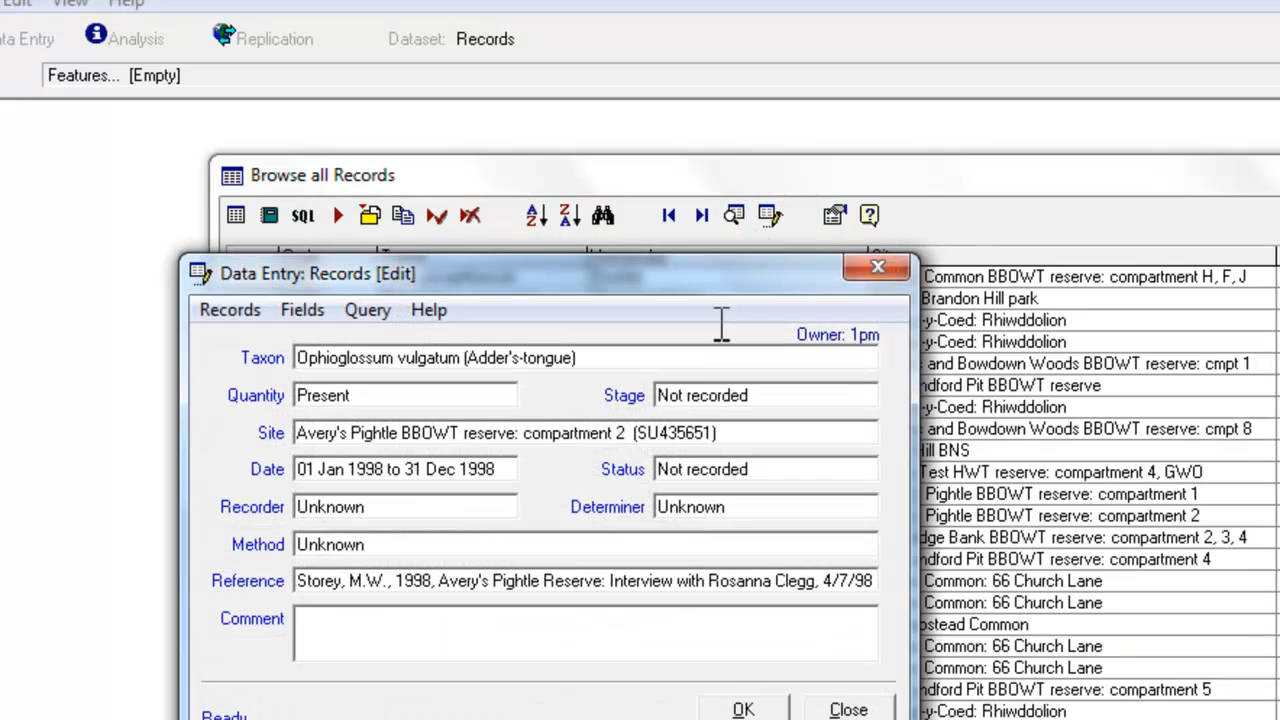 Edit View Help
Data Entry Analysis Replication Dataset: Records
Features... [Empty]
Browse all Records
SQL
Data Entry: Records [Edit]
Common BBOWT reserve: compartment H, F, J
Records Fields Query Help
Brandon Hill park
-y-Coed: Rhiwddolion
Owner: 1pm
-y-Coed: Rhiwddolion
Taxon Ophioglossum vulgatum (Adder's-tongue)
and Bowdown Woods BBOWT reserve: cmpt 1
ndford Pit BBOWT reserve
Quantity Present Stage Not recorded
-y-Coed: Rhiwddolion
Site Avery's Pightle BBOWT reserve: compartment 2 (SU435651)
and Bowdown Woods BBOWT reserve: cmpt 8
Hill BNS
Date 01 Jan 1998 to 31 Dec 1998 Status Not recorded
Test HWT reserve: compartment 4, GWO
Pightle BBOWT reserve: compartment 1
Recorder Unknown Determiner Unknown
Pightle BBOWT reserve: compartment 2
dge Bank BBOWT reserve: compartment 2, 3, 4
Method Unknown
ndford Pit BBOWT reserve: compartment 4
Reference Storey, M.W., 1998, Avery's Pightle Reserve: Interview with Rosanna Clegg, 4/7/98
Common: 66 Church Lane
Common: 66 Church Lane
Comment
pstead Common
Common: 66 Church Lane
Common: 66 Church Lane
ndford Pit BBOWT reserve: compartment 5
OK Close
-y-Coed: Rhiwddolion
Ready